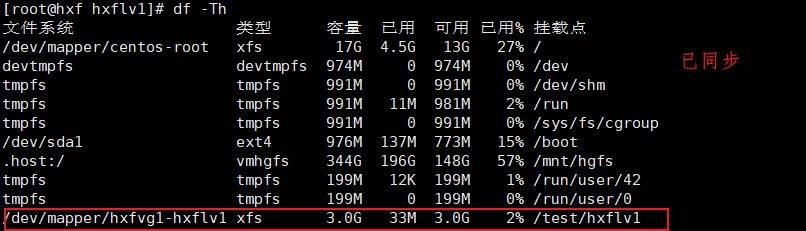 [root@hxf hxflv1]# df -Th
文件系统 类型 容量 已用 可用 已用% 挂载点
/dev/mapper/centos-root xfs 17G 4.5G 13G 27% /
devtmpfs devtmpfs 974M 0 974M 0% /dev
tmpfs tmpfs 991M 0 991M 0% /dev/shm
tmpfs tmpfs 991M 11M 981M 2% /run
tmpfs tmpfs 991M 0 991M 0% /sys/fs/cgroup
/dev/sda1 ext4 976M 137M 773M 15% /boot
.host:/ vmhgfs 344G 196G 148G 57% /mnt/hgfs
tmpfs tmpfs 199M 12K 199M 1% /run/user/42
tmpfs tmpfs 199M 0 199M 0% /run/user/0
/dev/mapper/hxfvg1-hxflv1 xfs 3.0G 33M 3.0G 2% /test/hxflv1
已同步